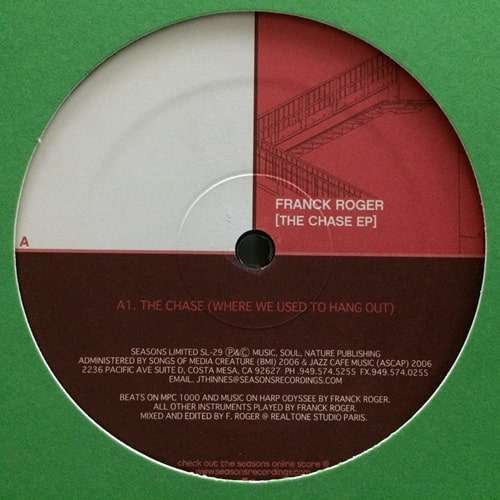 FRANCK ROGER
[THE CHASE EP]
A
A1. THE CHASE (WHERE WE USED TO HANG OUT)
SEASONS LIMITED SL-29 Ⓟ&© MUSIC, SOUL, NATURE PUBLISHING
ADMINISTERED BY SONGS OF MEDIA CREATURE (BMI) 2006 & JAZZ CAFE MUSIC (ASCAP) 2006
2236 PACIFIC AVE SUITE D, COSTA MESA, CA 92627 PH .949.574.5255 FX.949.574.0255
EMAIL. JTHINNES@SEASONSRECORDINGS.COM
BEATS ON MPC 1000 AND MUSIC ON HARP ODYSSEE BY FRANCK ROGER.
ALL OTHER INSTRUMENTS PLAYED BY FRANCK ROGER.
MIXED AND EDITED BY F. ROGER @ REALTONE STUDIO PARIS.
check out the seasons online store @
www.seasonsrecordings.com